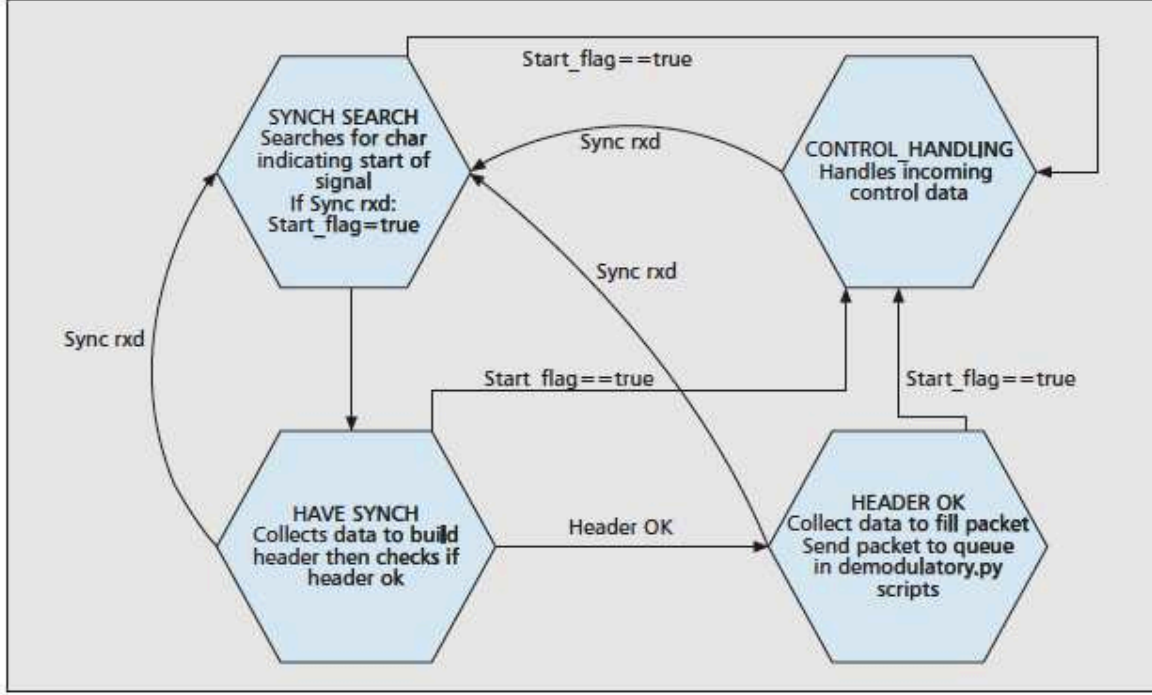 Start_flag==true
SYNCH SEARCH
Searches for char
indicating start of
signal
If Sync rxd:
Start_flag=true
Sync rxd
CONTROL_HANDLING
Handles incoming
control data
Sync rxd
Sync rxd
Start flag==true
Start_flag==true
HAVE SYNCH
Collects data to build
header then checks if
header ok
Header OK
HEADER OK
Collect data to fill packet
Send packet to queue
in demodulatory.py
scripts